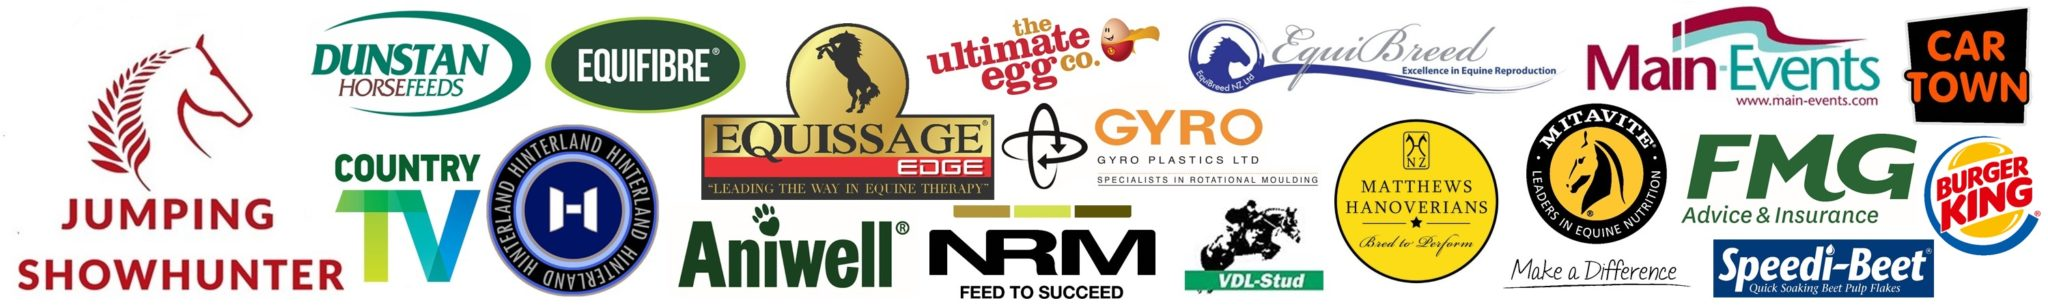 JUMPING
SHOWHUNTER
DUNSTAN
HORSEFEEDS
EQUIFIBRE®
COUNTRY
TV
HINTERLAND HINTERLAND HINTERLAND HINTERLAND
H
EQUISSAGE®
EDGE
"LEADING THE WAY IN EQUINE THERAPY"
Aniwell®
the
ultimate
egg co.
GYRO
GYRO PLASTICS LTD
SPECIALISTS IN ROTATIONAL MOULDING
NRM
FEED TO SUCCEED
EquiBreed NZ Ltd
EquiBreed
Excellence in Equine Reproduction
VDL-Stud
NZ
MATTHEWS
HANOVERIANS
Bred to Perform
Main-Events
www.main-events.com
MITAVITE®
LEADERS IN EQUINE NUTRITION
®
Make a Difference
CAR
TOWN
FMG
Advice & Insurance
BURGER
KING®
Speedi-Beet®
Quick Soaking Beet Pulp Flakes